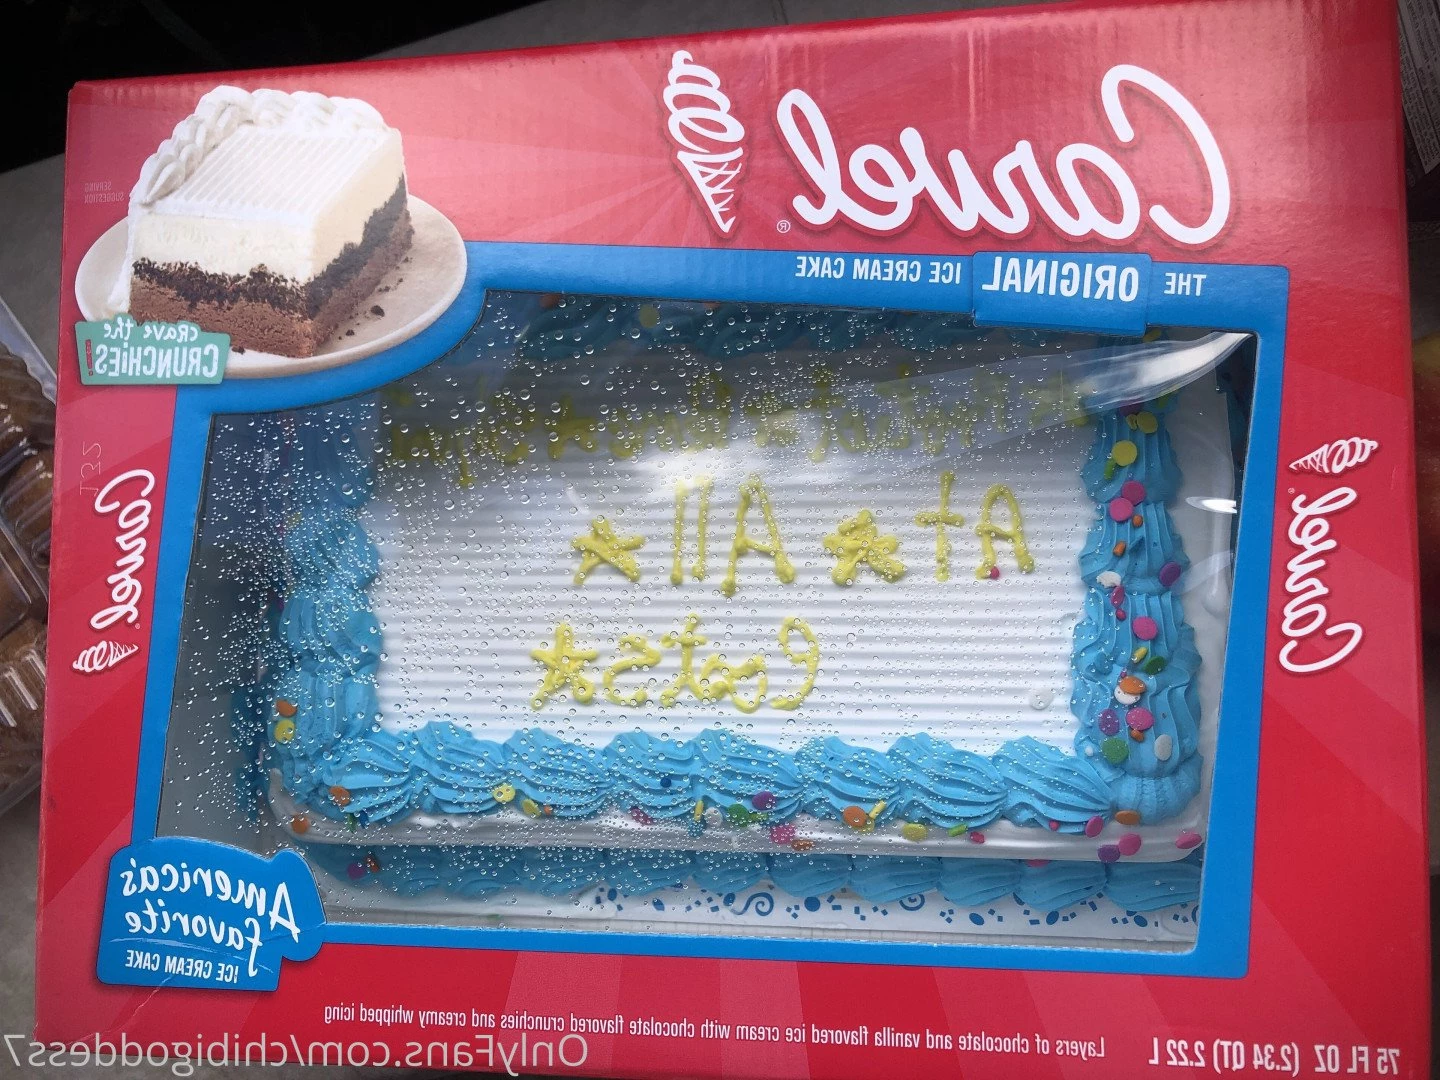 Carvel®
THE ORIGINAL ICE CREAM CAKE
SERVING
SUGGESTION
crave the
CRUNCHIES!
At ★ All
Costs ★
Carvel
Carvel
America's
favorite
ICE CREAM CAKE
Layers of chocolate and vanilla flavored ice cream with chocolate flavored crunchies and creamy whipped icing
75 FL OZ (2.34 QT) 2.22 L
OnlyFans.com/chibigoddess7